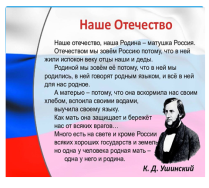 Наше Отечество
Наше отечество, наша Родина – матушка Россия.
Отечеством мы зовём Россию потому, что в ней
жили испокон веку отцы наши и деды.
Родиной мы зовём её потому, что в ней мы
родились, в ней говорят родным языком, и всё в ней
для нас родное.
А матерью – потому, что она вскормила нас своим
хлебом, вспоила своими водами,
выучила своему языку.
Как мать она защищает и бережёт
нас от всяких врагов…
Много есть на свете и кроме России
всяких хороших государств и земель,
но одна у человека родная мать –
одна у него и родина.
К. Д. Ушинский